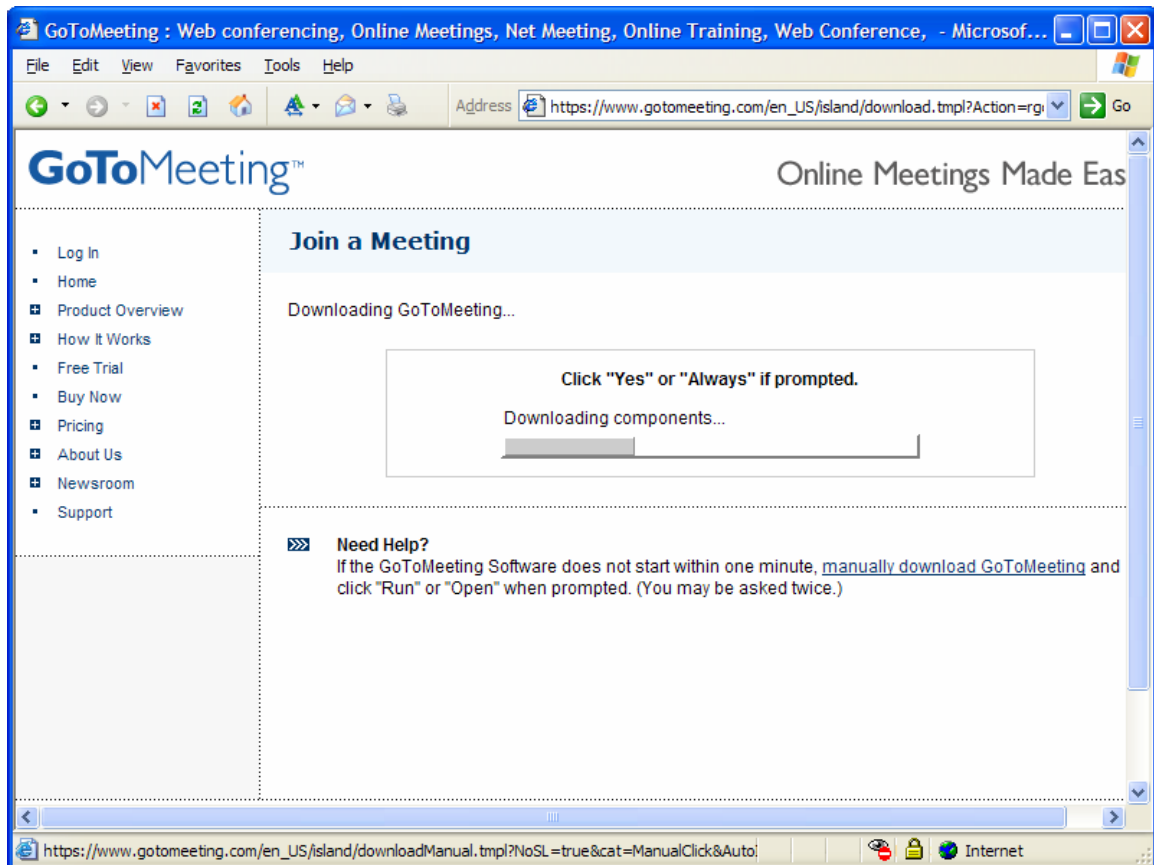 GoToMeeting : Web conferencing, Online Meetings, Net Meeting, Online Training, Web Conference,  - Microsof...
File Edit View Favorites Tools Help
Address https://www.gotomeeting.com/en_US/island/download.tmpl?Action=rg Go
GoToMeeting™
Online Meetings Made Eas
Log In
Home
Product Overview
How It Works
Free Trial
Buy Now
Pricing
About Us
Newsroom
Support
Join a Meeting
Downloading GoToMeeting...
Click "Yes" or "Always" if prompted.
Downloading components...
Need Help?
If the GoToMeeting Software does not start within one minute, manually download GoToMeeting and
click "Run" or "Open" when prompted. (You may be asked twice.)
https://www.gotomeeting.com/en_US/island/downloadManual.tmpl?NoSL=true&cat=ManualClick&Auto Internet